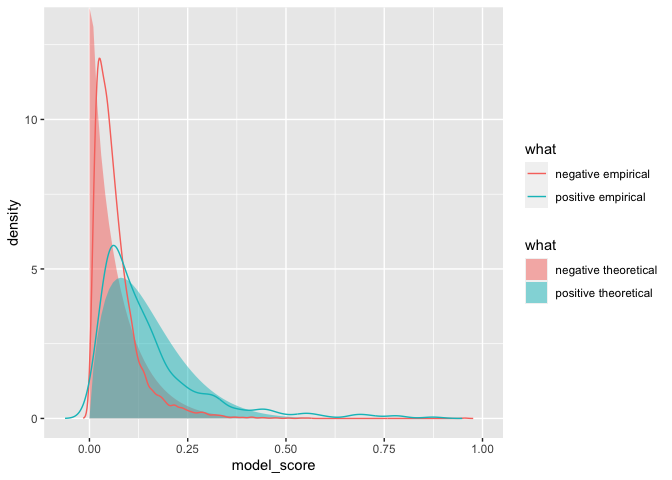 density
10
5
0
0.00 0.25 0.50 0.75 1.00
model_score
what
negative empirical
positive empirical
what
negative theoretical
positive theoretical